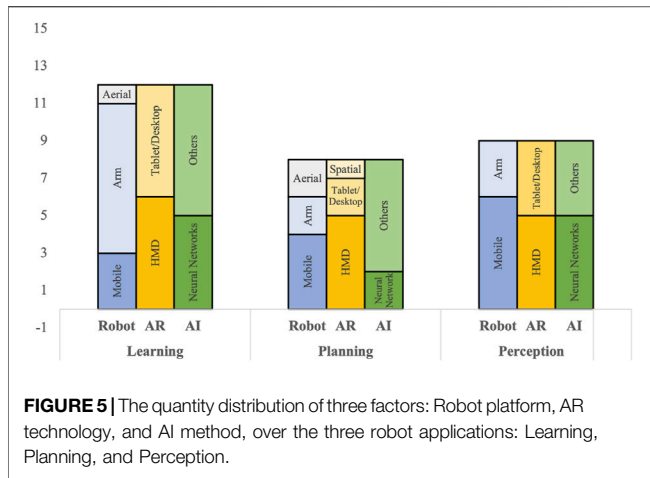 15
13
11
9
7
5
3
1
-1
Aerial
Arm
Mobile
Tablet/Desktop
HMD
Others
Neural Networks
Aerial
Arm
Mobile
Spatial
Tablet/
Desktop
HMD
Others
Neural
Network
Arm
Mobile
Tablet/Desktop
HMD
Others
Neural Networks
Robot AR AI Robot AR AI Robot AR AI
Learning Planning Perception
FIGURE 5 | The quantity distribution of three factors: Robot platform, AR
technology, and AI method, over the three robot applications: Learning,
Planning, and Perception.